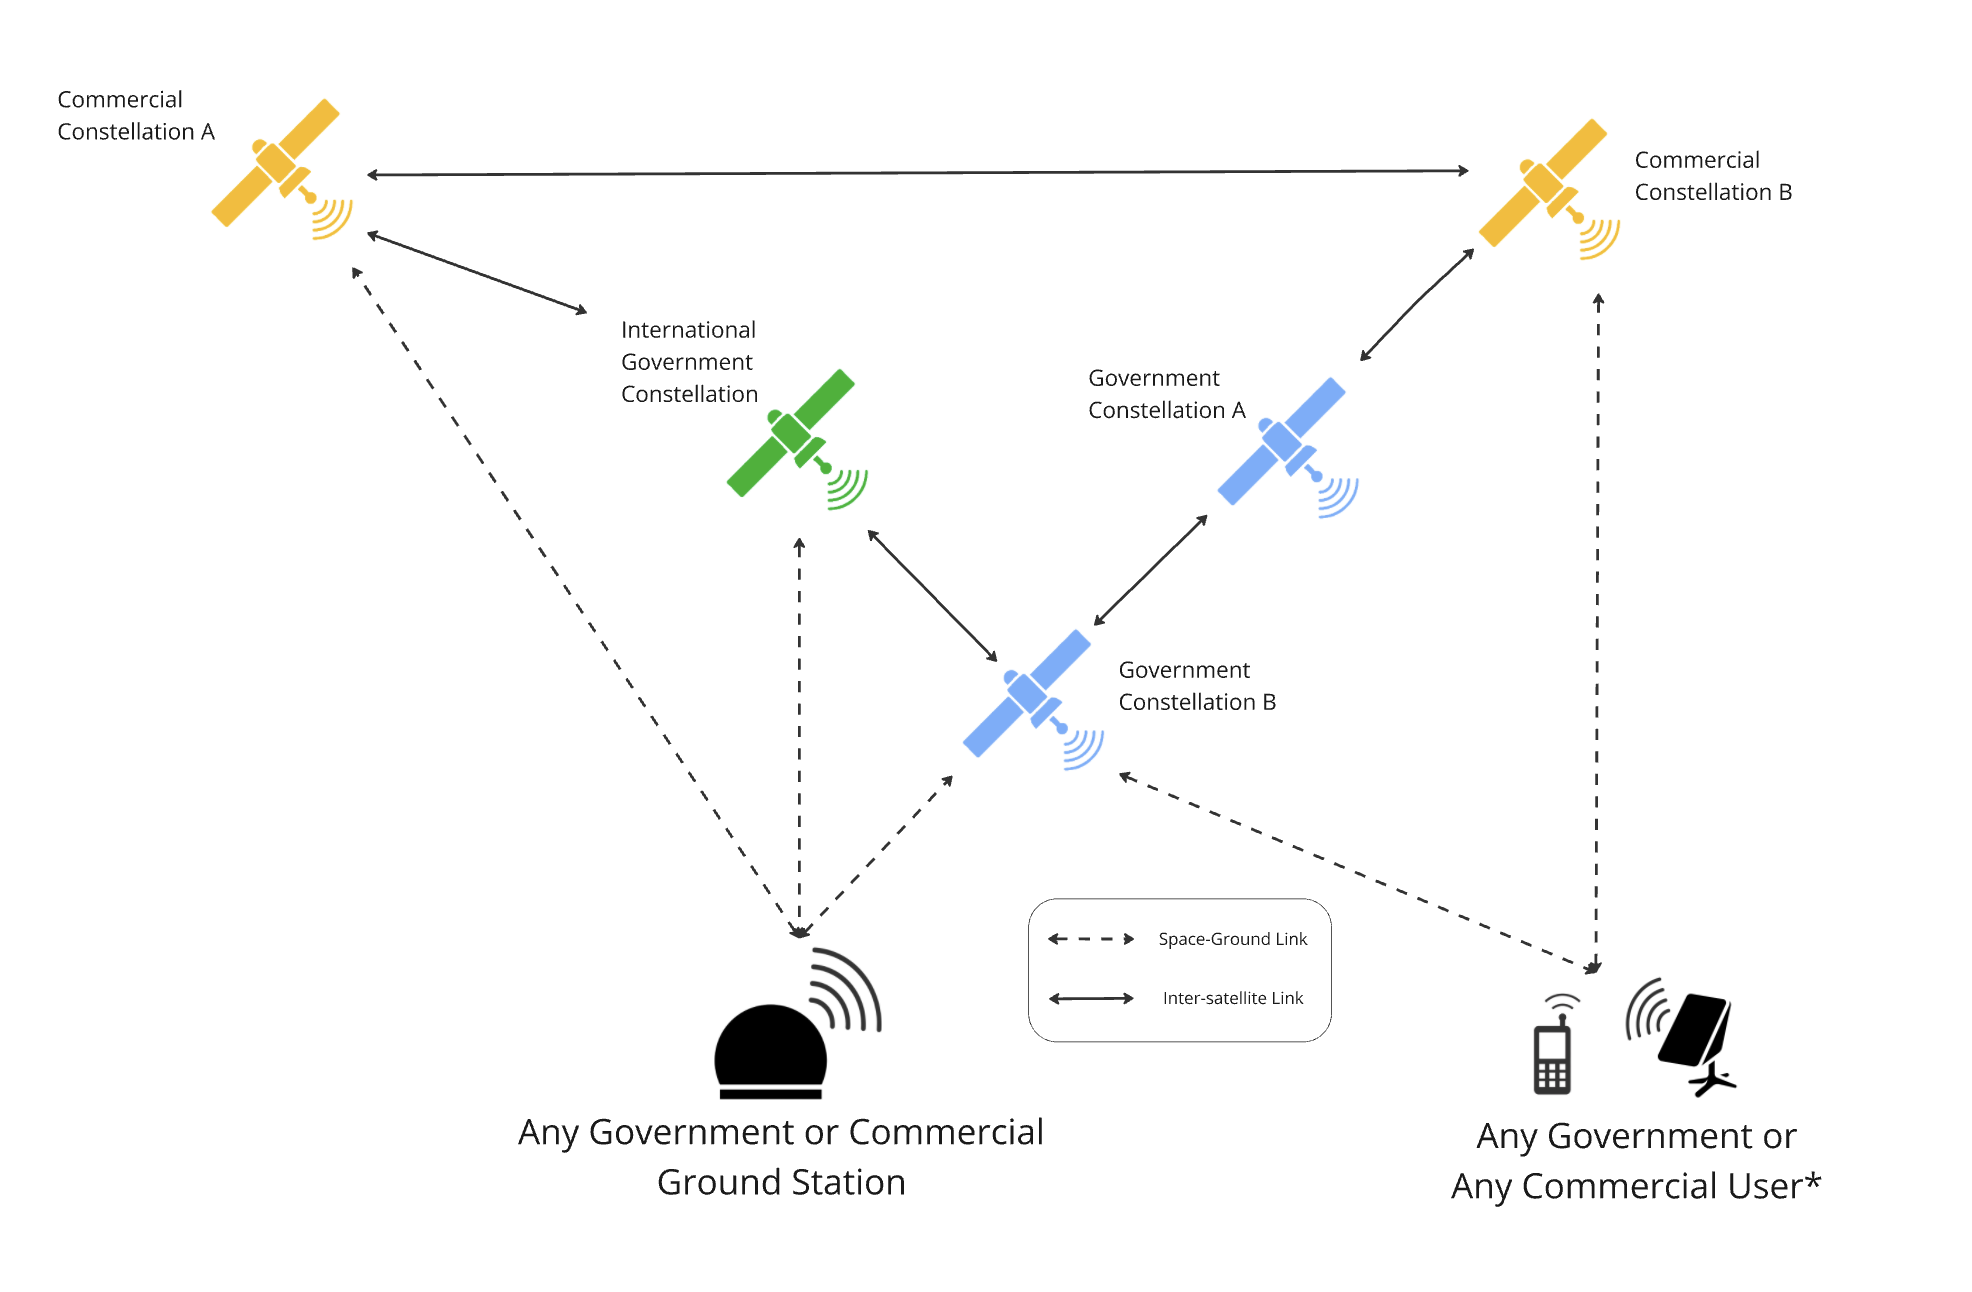 Commercial
Constellation A
Commercial
Constellation B
International
Government
Constellation
Government
Constellation A
Government
Constellation B
Space-Ground Link
Inter-satellite Link
Any Government or Commercial
Ground Station
Any Government or
Any Commercial User*